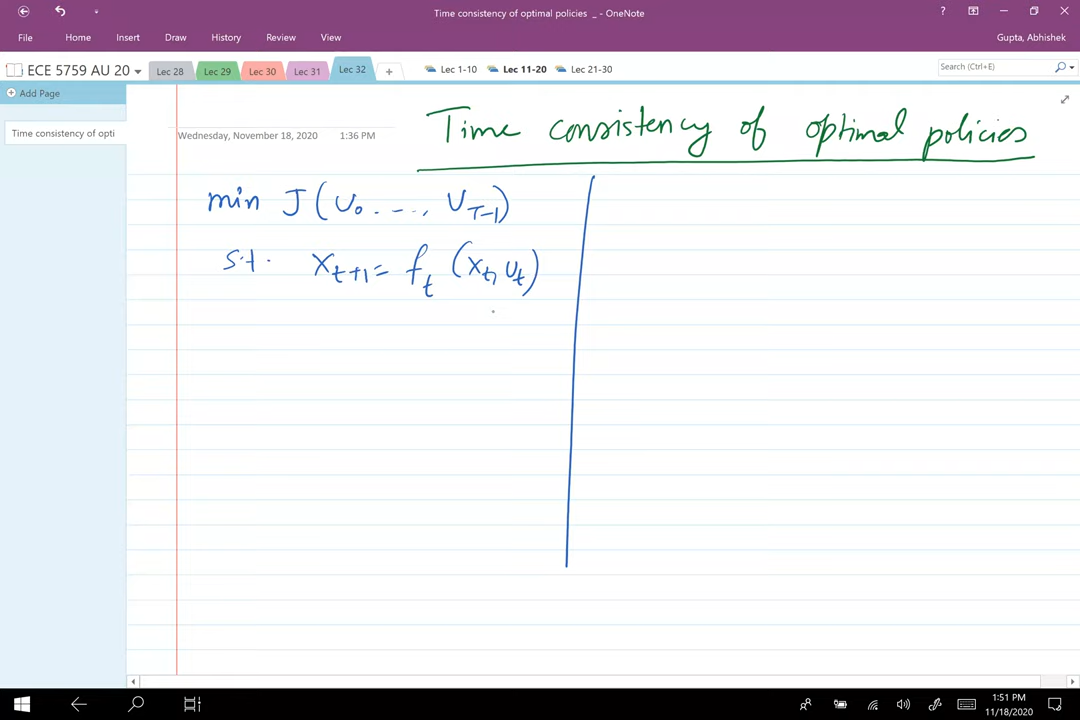 Time consistency of optimal policies _ - OneNote
?
File Home Insert Draw History Review View
Gupta, Abhishek
ECE 5759 AU 20 Lec 28 Lec 29 Lec 30 Lec 31 Lec 32 + Lec 1-10 Lec 11-20 Lec 21-30
Search (Ctrl+E)
Add Page
Time consistency of opti
Wednesday, November 18, 2020 1:36 PM
Time consistency of optimal policies
min J(U₀ . - - ., U_{T-1})
s.t. X_{t+1} = f_t (X_t, U_t)
1:51 PM
11/18/2020